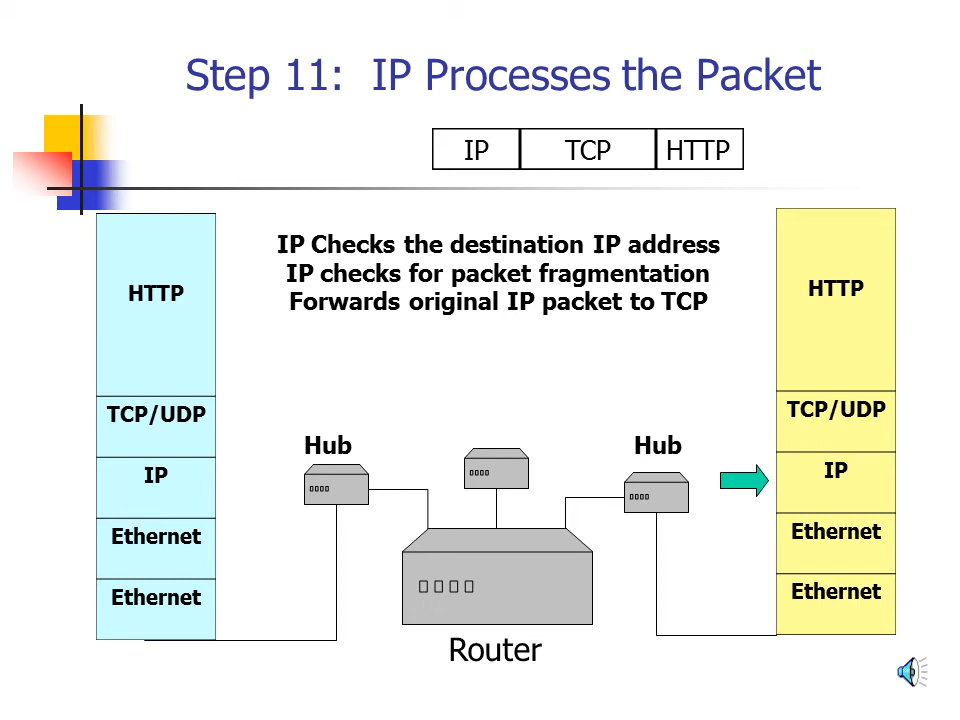 Step 11: IP Processes the Packet
IP TCP HTTP
IP Checks the destination IP address
IP checks for packet fragmentation
Forwards original IP packet to TCP
HTTP
TCP/UDP
IP
Ethernet
Ethernet
Hub
Hub
Router
HTTP
TCP/UDP
IP
Ethernet
Ethernet